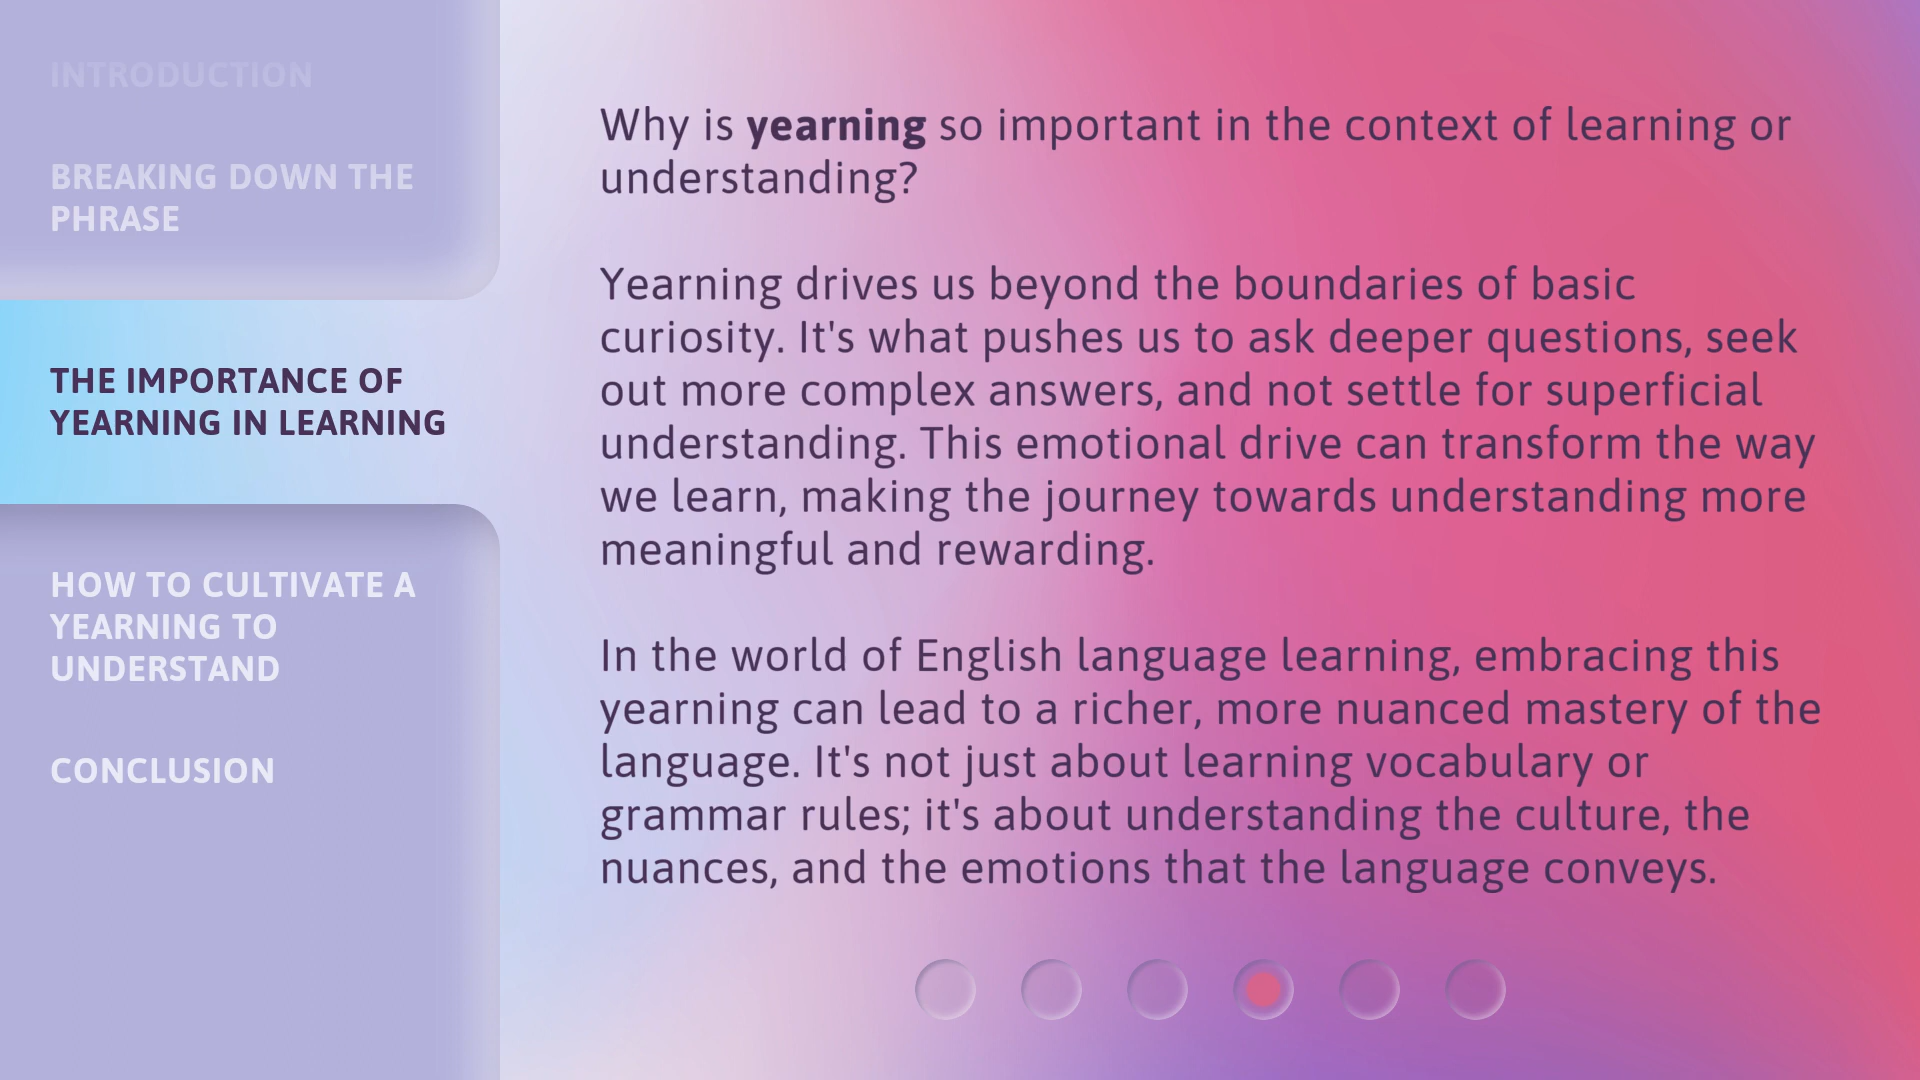 INTRODUCTION
BREAKING DOWN THE
PHRASE
THE IMPORTANCE OF
YEARNING IN LEARNING
HOW TO CULTIVATE A
YEARNING TO
UNDERSTAND
CONCLUSION
Why is yearning so important in the context of learning or
understanding?
Yearning drives us beyond the boundaries of basic
curiosity. It's what pushes us to ask deeper questions, seek
out more complex answers, and not settle for superficial
understanding. This emotional drive can transform the way
we learn, making the journey towards understanding more
meaningful and rewarding.
In the world of English language learning, embracing this
yearning can lead to a richer, more nuanced mastery of the
language. It's not just about learning vocabulary or
grammar rules; it's about understanding the culture, the
nuances, and the emotions that the language conveys.